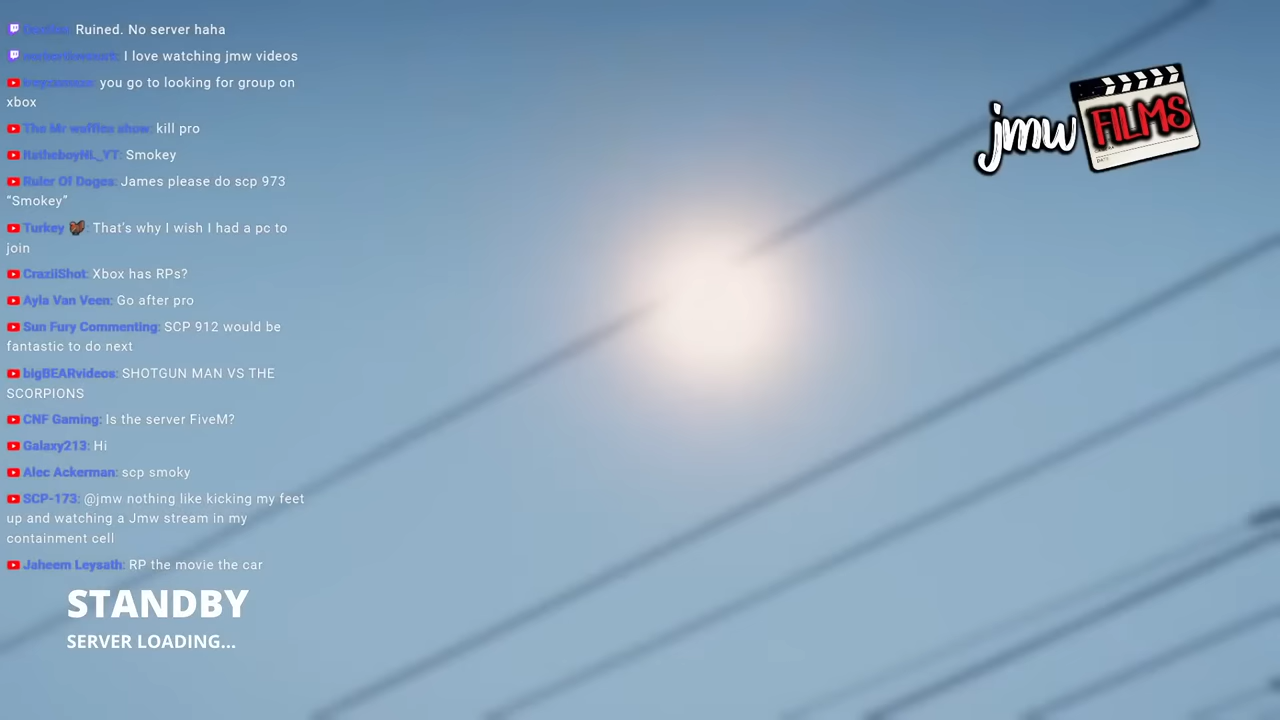 Ruined. No server haha
I love watching jmw videos
you go to looking for group on
xbox
The Mr waffles show: kill pro
ItstheboyNL_YT: Smokey
Ruler Of Doges: James please do scp 973
“Smokey”
Turkey : That's why I wish I had a pc to
join
CraziiShot: Xbox has RPs?
Ayla Van Veen: Go after pro
Sun Fury Commenting: SCP 912 would be
fantastic to do next
bigBEARvideos: SHOTGUN MAN VS THE
SCORPIONS
CNF Gaming: Is the server FiveM?
Galaxy213: Hi
Alec Ackerman: scp smoky
SCP-173: @jmw nothing like kicking my feet
up and watching a Jmw stream in my
containment cell
Jaheem Leysath: RP the movie the car
STANDBY
SERVER LOADING...
jmw FILMS